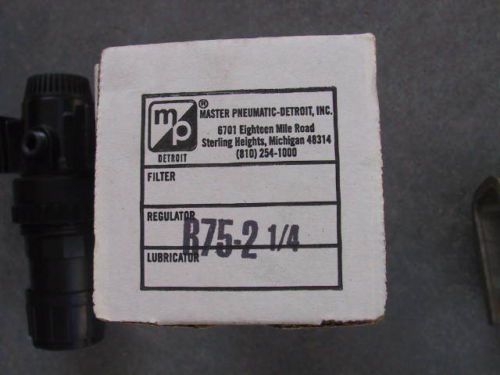 mp
DETROIT
®
MASTER PNEUMATIC-DETROIT, INC.
6701 Eighteen Mile Road
Sterling Heights, Michigan 48314
(810) 254-1000
FILTER
REGULATOR
R75-2 1/4
LUBRICATOR